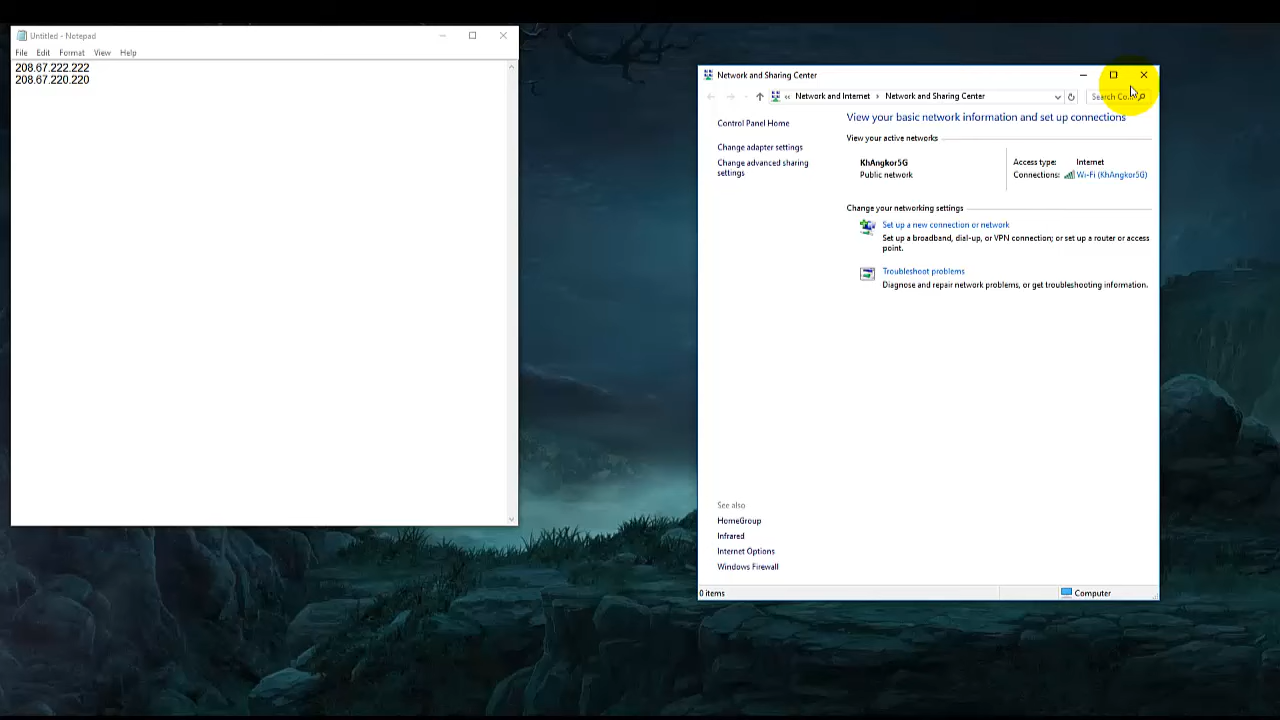 Untitled - Notepad
File Edit Format View Help
208.67.222.222
208.67.220.220
Network and Sharing Center
« Network and Internet › Network and Sharing Center
Search Co...
Control Panel Home
Change adapter settings
Change advanced sharing
settings
View your basic network information and set up connections
View your active networks
KhAngkor5G
Public network
Access type: Internet
Connections: Wi-Fi (KhAngkor5G)
Change your networking settings
Set up a new connection or network
Set up a broadband, dial-up, or VPN connection; or set up a router or access
point.
Troubleshoot problems
Diagnose and repair network problems, or get troubleshooting information.
See also
HomeGroup
Infrared
Internet Options
Windows Firewall
0 items
Computer